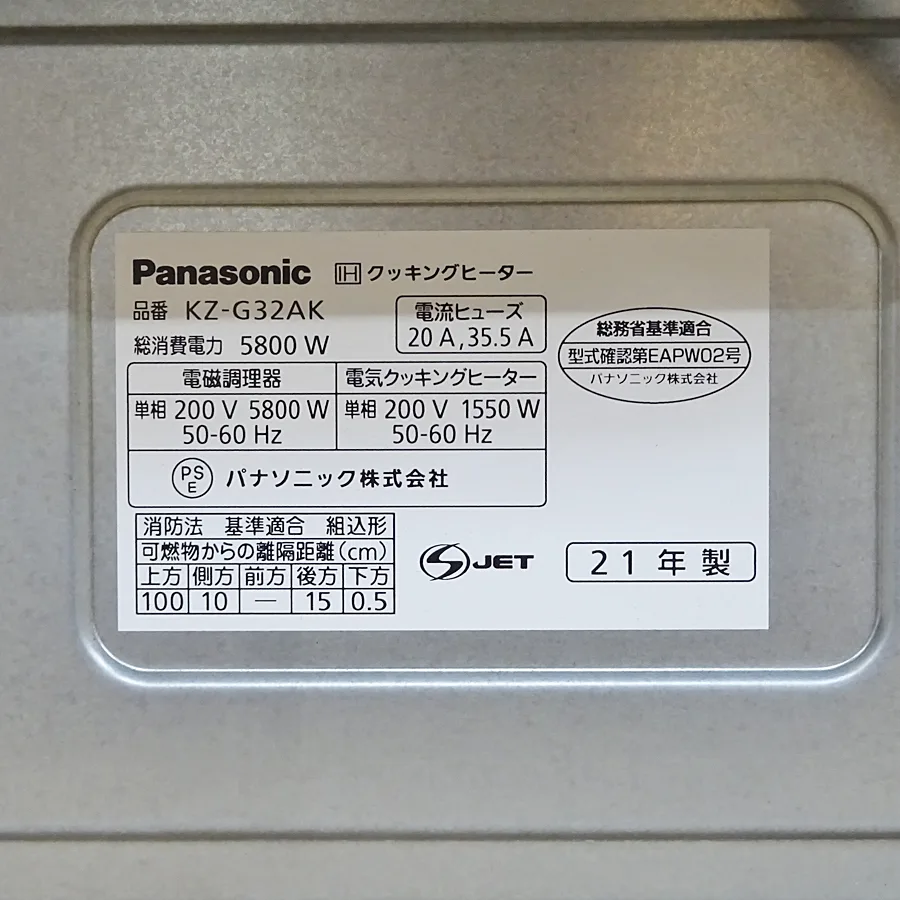 Panasonic IH クッキングヒーター
品番 KZ-G32AK
総消費電力 5800 W
電流ヒューズ
20 A,35.5 A
総務省基準適合
型式確認第EAPW02号
パナソニック株式会社
電磁調理器 電気クッキングヒーター
単相 200 V 5800 W 単相 200 V 1550 W
50-60 Hz 50-60 Hz
PSE パナソニック株式会社
消防法 基準適合 組込形
可燃物からの離隔距離(cm)
上方 側方 前方 後方 下方
100 10 — 15 0.5
S JET
21年製